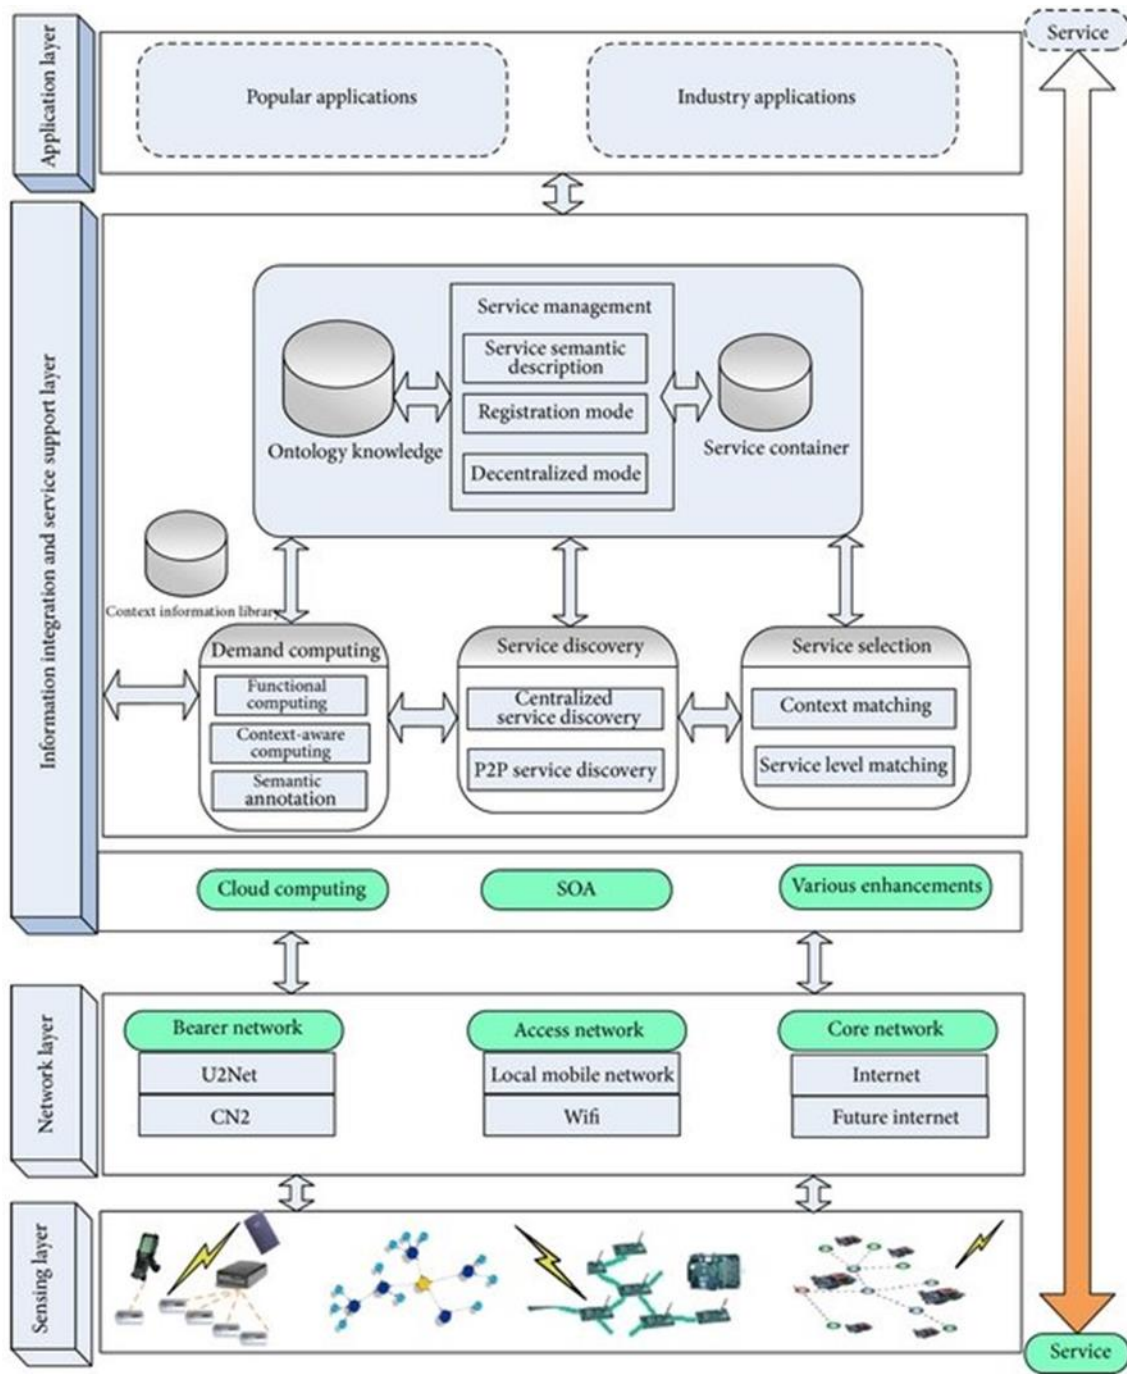 Application layer
Popular applications
Industry applications
Service
Information integration and service support layer
Service management
Service semantic
description
Registration mode
Decentralized mode
Ontology knowledge
Service container
Context information library
Demand computing
Functional
computing
Context-aware
computing
Semantic
annotation
Service discovery
Centralized
service discovery
P2P service discovery
Service selection
Context matching
Service level matching
Cloud computing
SOA
Various enhancements
Network layer
Bearer network
U2Net
CN2
Access network
Local mobile network
Wifi
Core network
Internet
Future internet
Sensing layer
Service